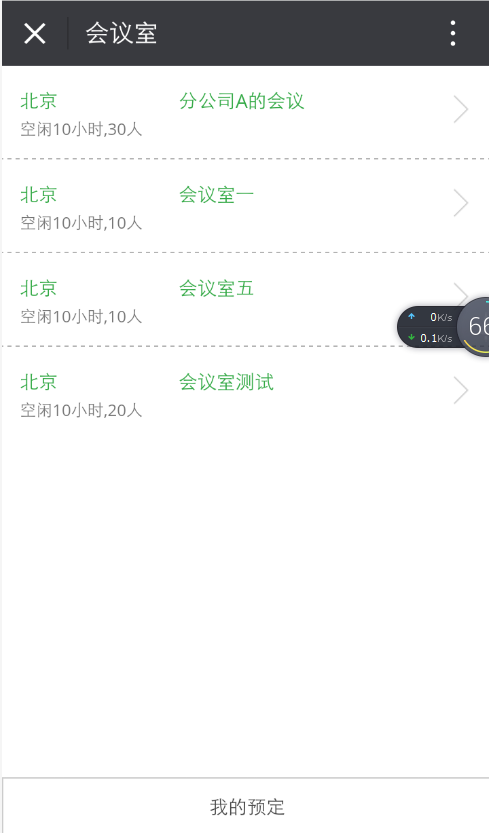 会议室
北京 分公司A的会议
空闲10小时,30人
北京 会议室一
空闲10小时,10人
北京 会议室五
空闲10小时,10人
0K/s
0.1K/s
66
北京 会议室测试
空闲10小时,20人
我的预定